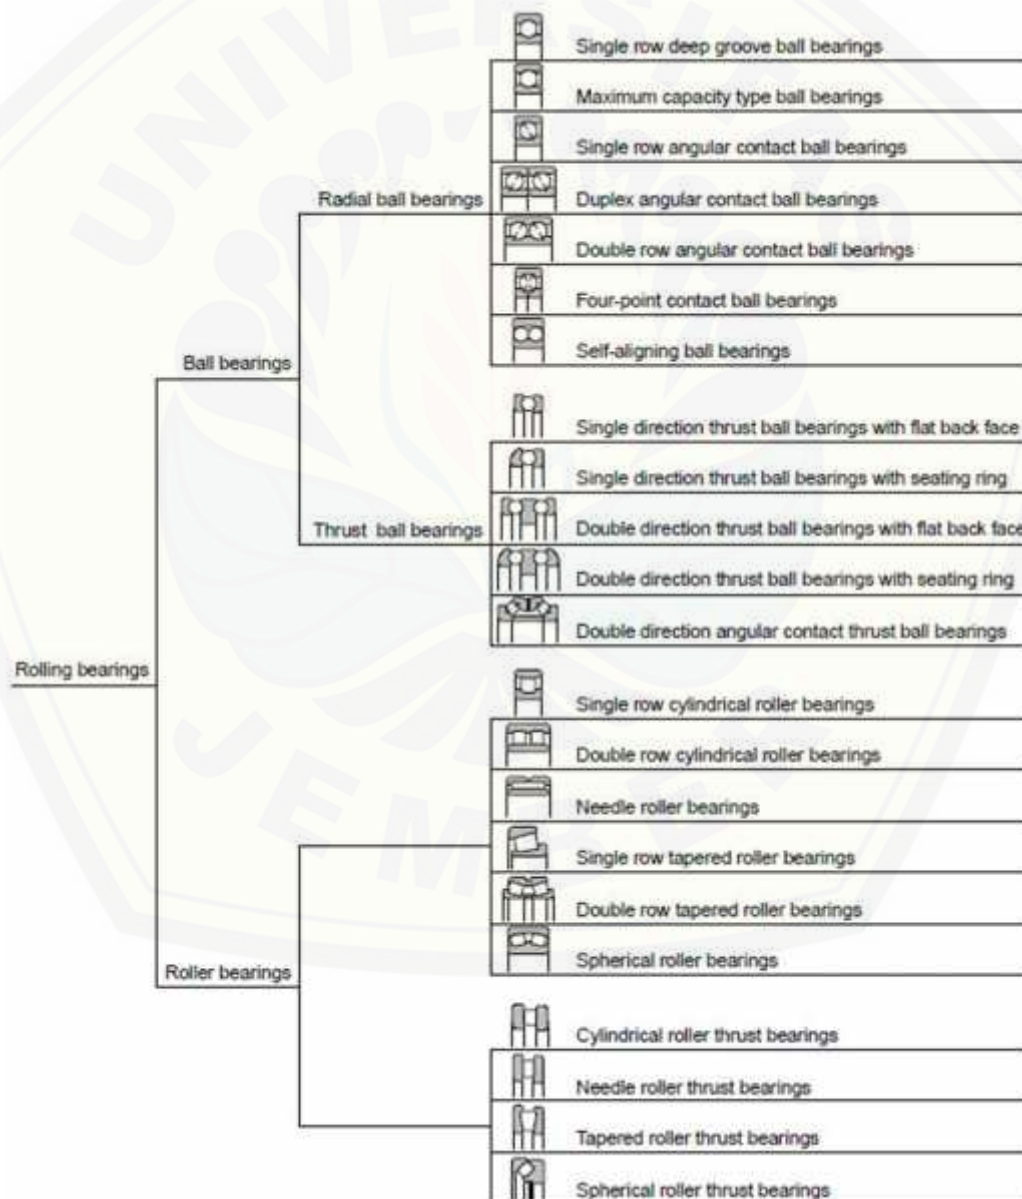 UNIVERSITAS
Single row deep groove ball bearings
Maximum capacity type ball bearings
Single row angular contact ball bearings
Radial ball bearings
Duplex angular contact ball bearings
Double row angular contact ball bearings
Four-point contact ball bearings
Self-aligning ball bearings
Ball bearings
Single direction thrust ball bearings with flat back face
Single direction thrust ball bearings with seating ring
Thrust ball bearings
Double direction thrust ball bearings with flat back face
Double direction thrust ball bearings with seating ring
Double direction angular contact thrust ball bearings
Rolling bearings
Single row cylindrical roller bearings
Double row cylindrical roller bearings
Needle roller bearings
Single row tapered roller bearings
Double row tapered roller bearings
Spherical roller bearings
Roller bearings
Cylindrical roller thrust bearings
Needle roller thrust bearings
Tapered roller thrust bearings
Spherical roller thrust bearings
JEMBER